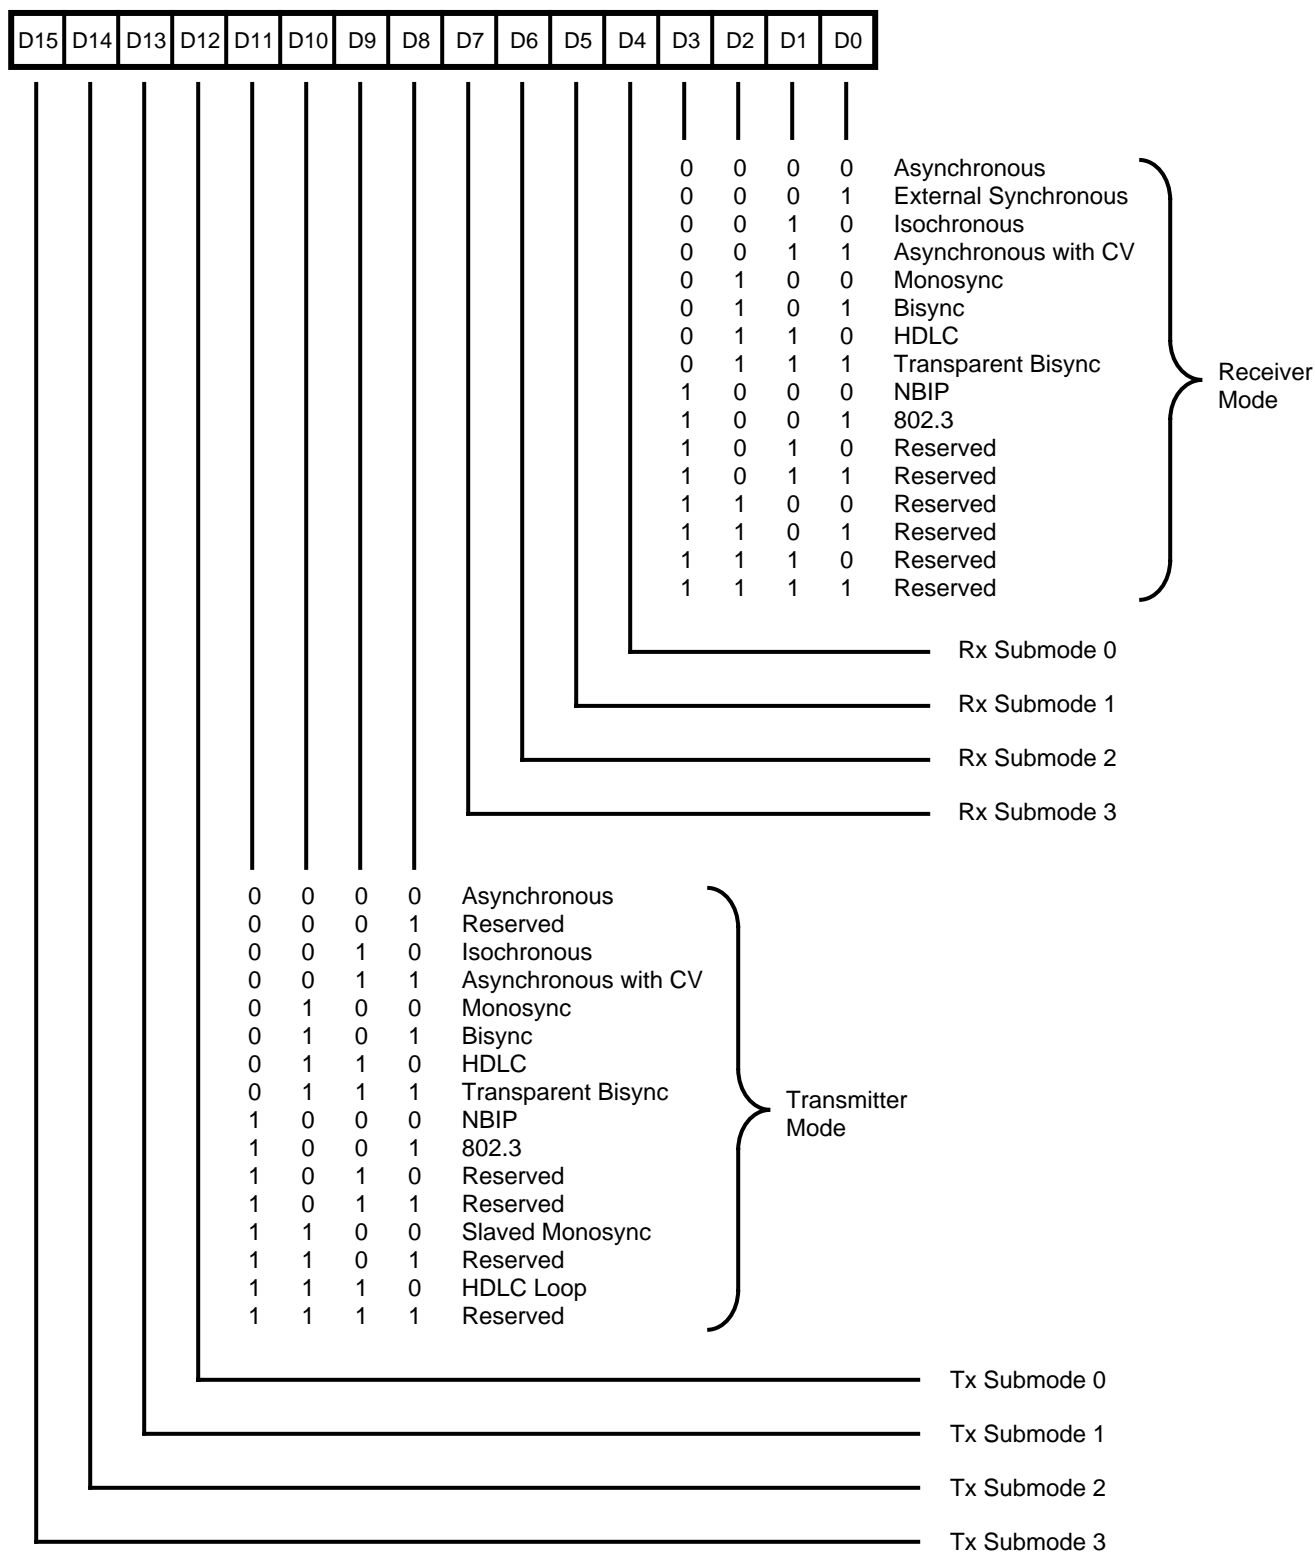 D15 D14 D13 D12 D11 D10 D9 D8 D7 D6 D5 D4 D3 D2 D1 D0
0 0 0 0 Asynchronous
0 0 0 1 External Synchronous
0 0 1 0 Isochronous
0 0 1 1 Asynchronous with CV
0 1 0 0 Monosync
0 1 0 1 Bisync
0 1 1 0 HDLC
0 1 1 1 Transparent Bisync
1 0 0 0 NBIP
1 0 0 1 802.3
1 0 1 0 Reserved
1 0 1 1 Reserved
1 1 0 0 Reserved
1 1 0 1 Reserved
1 1 1 0 Reserved
1 1 1 1 Reserved
Receiver
Mode
Rx Submode 0
Rx Submode 1
Rx Submode 2
Rx Submode 3
0 0 0 0 Asynchronous
0 0 0 1 Reserved
0 0 1 0 Isochronous
0 0 1 1 Asynchronous with CV
0 1 0 0 Monosync
0 1 0 1 Bisync
0 1 1 0 HDLC
0 1 1 1 Transparent Bisync
1 0 0 0 NBIP
1 0 0 1 802.3
1 0 1 0 Reserved
1 0 1 1 Reserved
1 1 0 0 Slaved Monosync
1 1 0 1 Reserved
1 1 1 0 HDLC Loop
1 1 1 1 Reserved
Transmitter
Mode
Tx Submode 0
Tx Submode 1
Tx Submode 2
Tx Submode 3